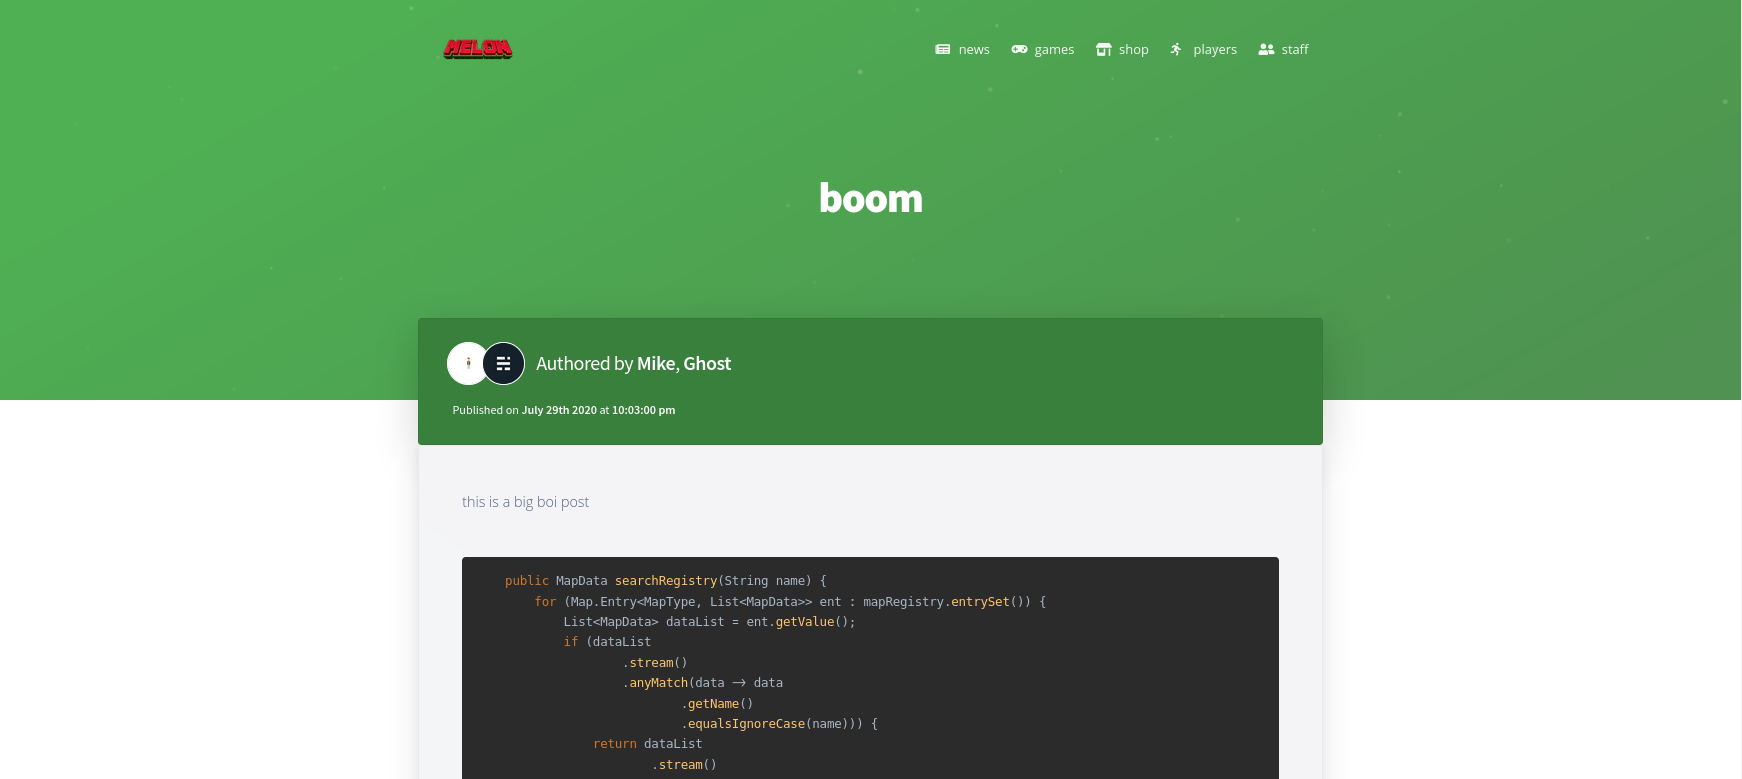 MELON
news games shop players staff
boom
Authored by Mike, Ghost
Published on July 29th 2020 at 10:03:00 pm
this is a big boi post
public MapData searchRegistry(String name) {
for (Map.Entry<MapType, List<MapData>> ent : mapRegistry.entrySet()) {
List<MapData> dataList = ent.getValue();
if (dataList
.stream()
.anyMatch(data –> data
.getName()
.equalsIgnoreCase(name))) {
return dataList
.stream()